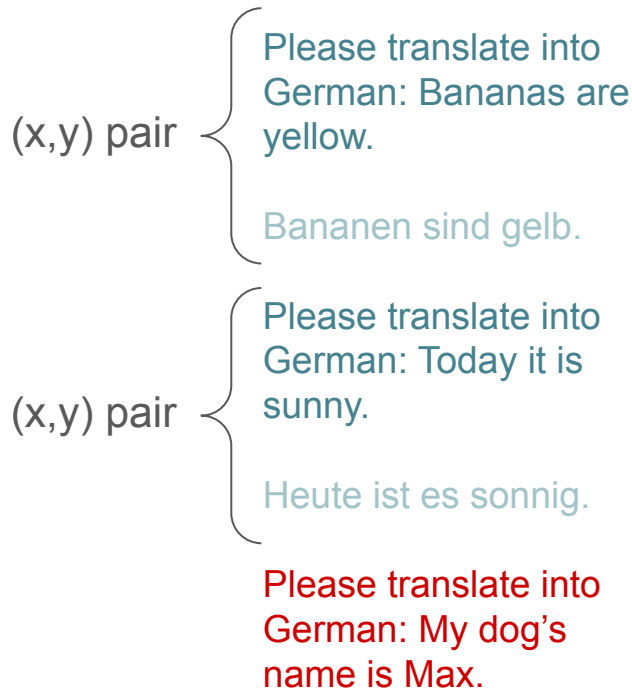 (x,y) pair
Please translate into
German: Bananas are
yellow.
Bananen sind gelb.
(x,y) pair
Please translate into
German: Today it is
sunny.
Heute ist es sonnig.
Please translate into
German: My dog’s
name is Max.